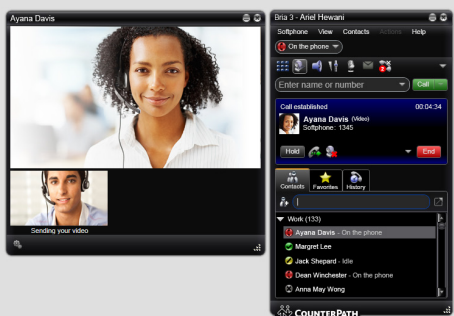 Ayana Davis
Sending your video
Bria 3 - Ariel Hewani
Softphone View Contacts Actions Help
On the phone
Enter name or number
Call
Call established 00:04:34
Ayana Davis (Video)
Softphone: 1345
Hold
End
Contacts Favorites History
Work (133)
Ayana Davis - On the phone
Margret Lee
Jack Shepard - Idle
Dean Winchester - On the phone
Anna May Wong
COUNTERPATH